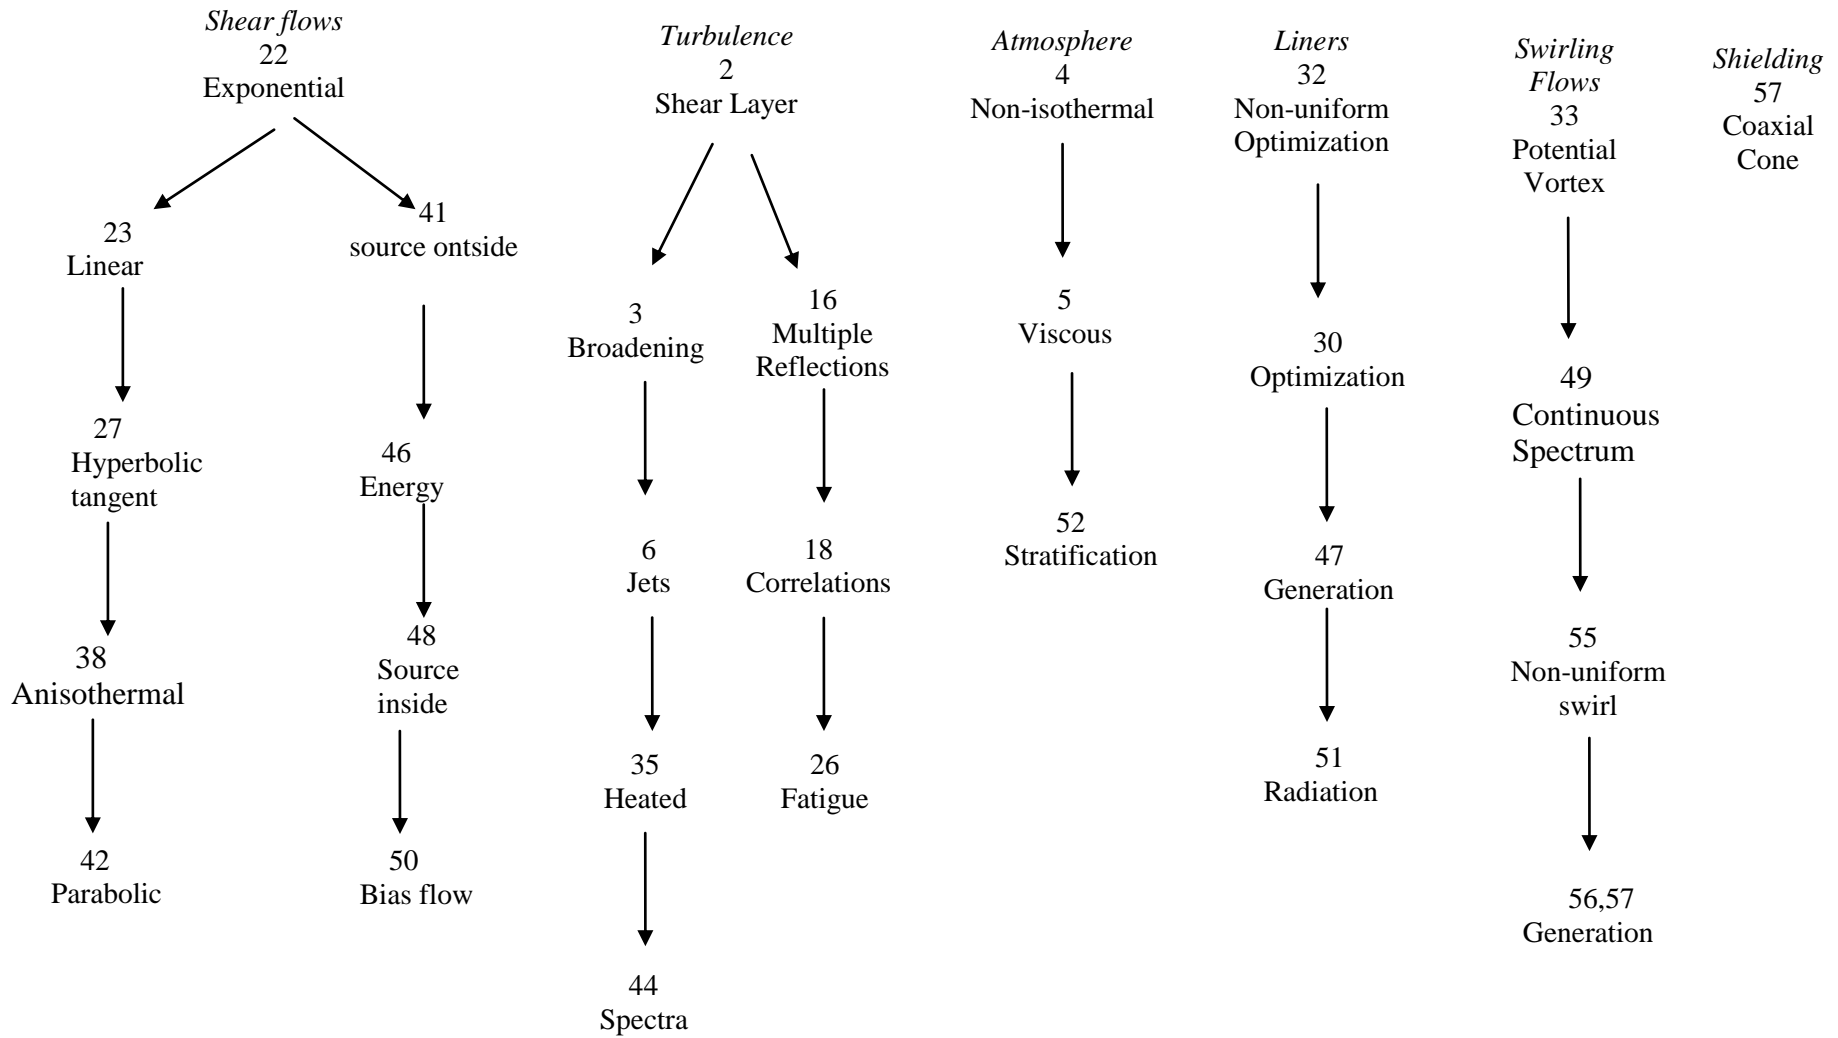 Shear flows
22
Exponential
23
Linear
27
Hyperbolic
tangent
38
Anisothermal
42
Parabolic
41
source ontside
46
Energy
48
Source
inside
50
Bias flow
Turbulence
2
Shear Layer
3
Broadening
6
Jets
35
Heated
44
Spectra
16
Multiple
Reflections
18
Correlations
26
Fatigue
Atmosphere
4
Non-isothermal
5
Viscous
52
Stratification
Liners
32
Non-uniform
Optimization
30
Optimization
47
Generation
51
Radiation
Swirling
Flows
33
Potential
Vortex
49
Continuous
Spectrum
55
Non-uniform
swirl
56,57
Generation
Shielding
57
Coaxial
Cone